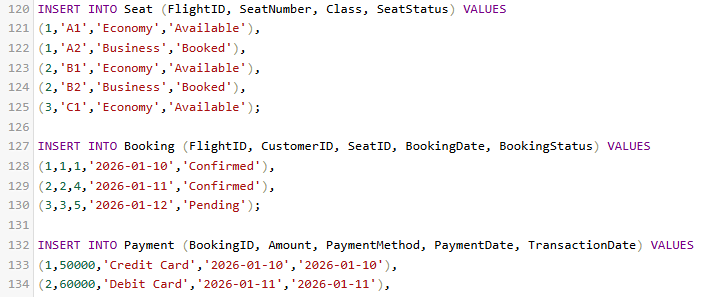 120 INSERT INTO Seat (FlightID, SeatNumber, Class, SeatStatus) VALUES
121 (1,'A1','Economy','Available'),
122 (1,'A2','Business','Booked'),
123 (2,'B1','Economy','Available'),
124 (2,'B2','Business','Booked'),
125 (3,'C1','Economy','Available');
126
127 INSERT INTO Booking (FlightID, CustomerID, SeatID, BookingDate, BookingStatus) VALUES
128 (1,1,1,'2026-01-10','Confirmed'),
129 (2,2,4,'2026-01-11','Confirmed'),
130 (3,3,5,'2026-01-12','Pending');
131
132 INSERT INTO Payment (BookingID, Amount, PaymentMethod, PaymentDate, TransactionDate) VALUES
133 (1,50000,'Credit Card','2026-01-10','2026-01-10'),
134 (2,60000,'Debit Card','2026-01-11','2026-01-11'),